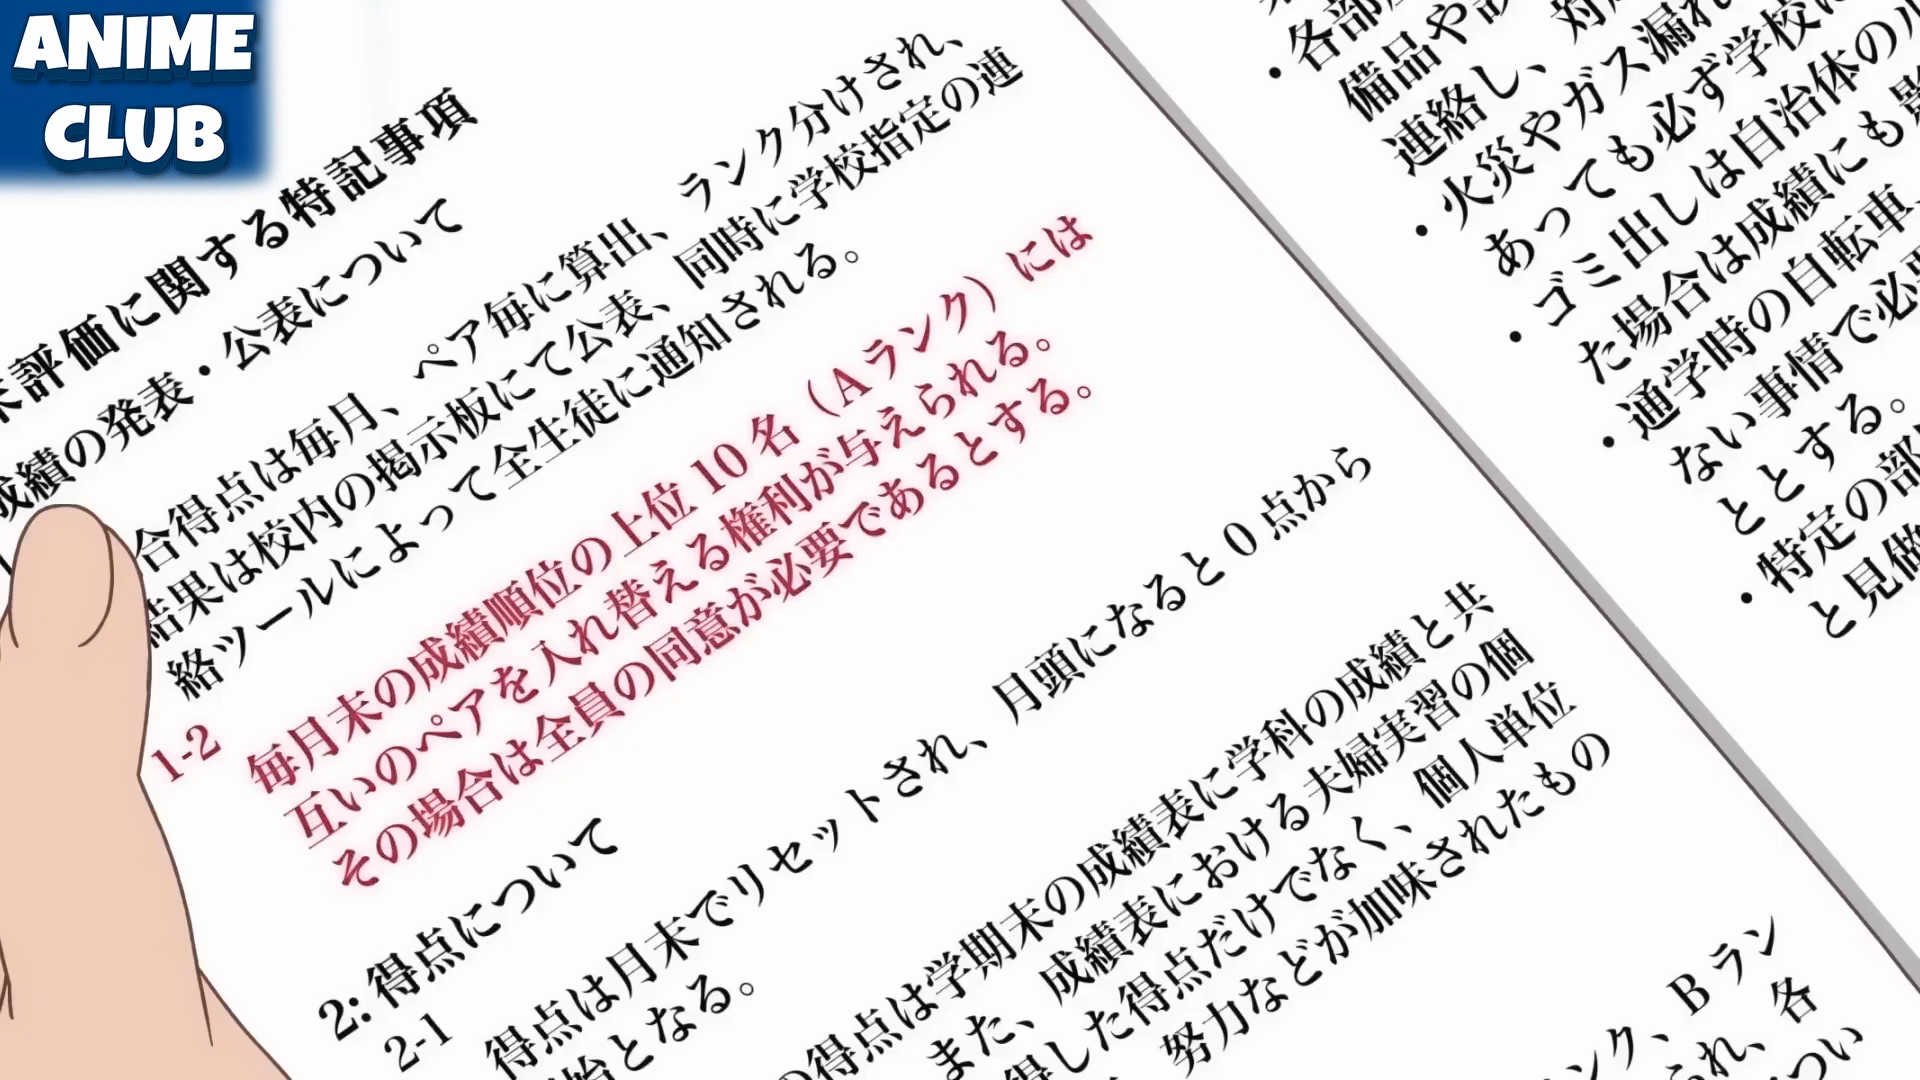 ANIME
CLUB
評価に関する特記事項
成績の発表・公表について
合得点は毎月、ペア毎に算出、ランク分けされ、
結果は校内の掲示板にて公表、同時に学校指定の連
絡ツールによって全生徒に通知される。
1-2 毎月末の成績順位の上位10名（Aランク）には
互いのペアを入れ替える権利が与えられる。
その場合は全員の同意が必要であるとする。
2: 得点について
2-1 得点は月末でリセットされ、月頭になると0点から
始となる。
の得点は学期末の成績表に学科の成績と共
また、成績表における夫婦実習の個
得した得点だけでなく、個人単位
努力などが加味されたもの
ンク、Bラン
られ、各
つい
・各部
備品や
連絡し、対
・火災やガス漏れ
あっても必ず学校に
・ゴミ出しは自治体のル
た場合は成績にも影
・通学時の自転車、
ない事情で必要
ととする。
・特定の部
と見做